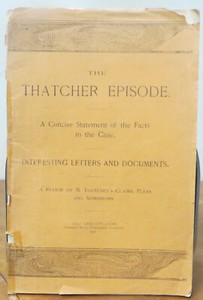 THE
THATCHER EPISODE.
A Concise Statement of the Facts
in the Case.
INTERESTING LETTERS AND DOCUMENTS.
A REVIEW OF M. THATCHER'S CLAIMS, PLEAS
AND ADMISSIONS.